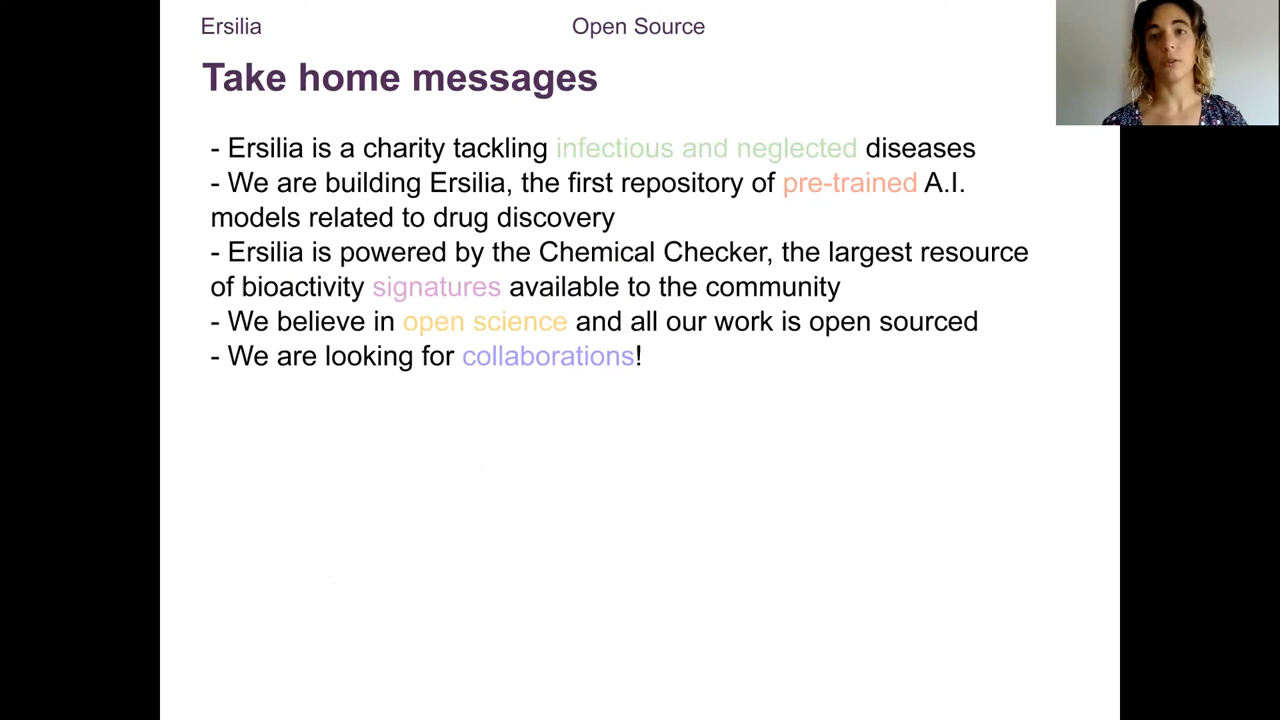 Ersilia
Open Source
Take home messages
- Ersilia is a charity tackling infectious and neglected diseases
- We are building Ersilia, the first repository of pre-trained A.I.
models related to drug discovery
- Ersilia is powered by the Chemical Checker, the largest resource
of bioactivity signatures available to the community
- We believe in open science and all our work is open sourced
- We are looking for collaborations!